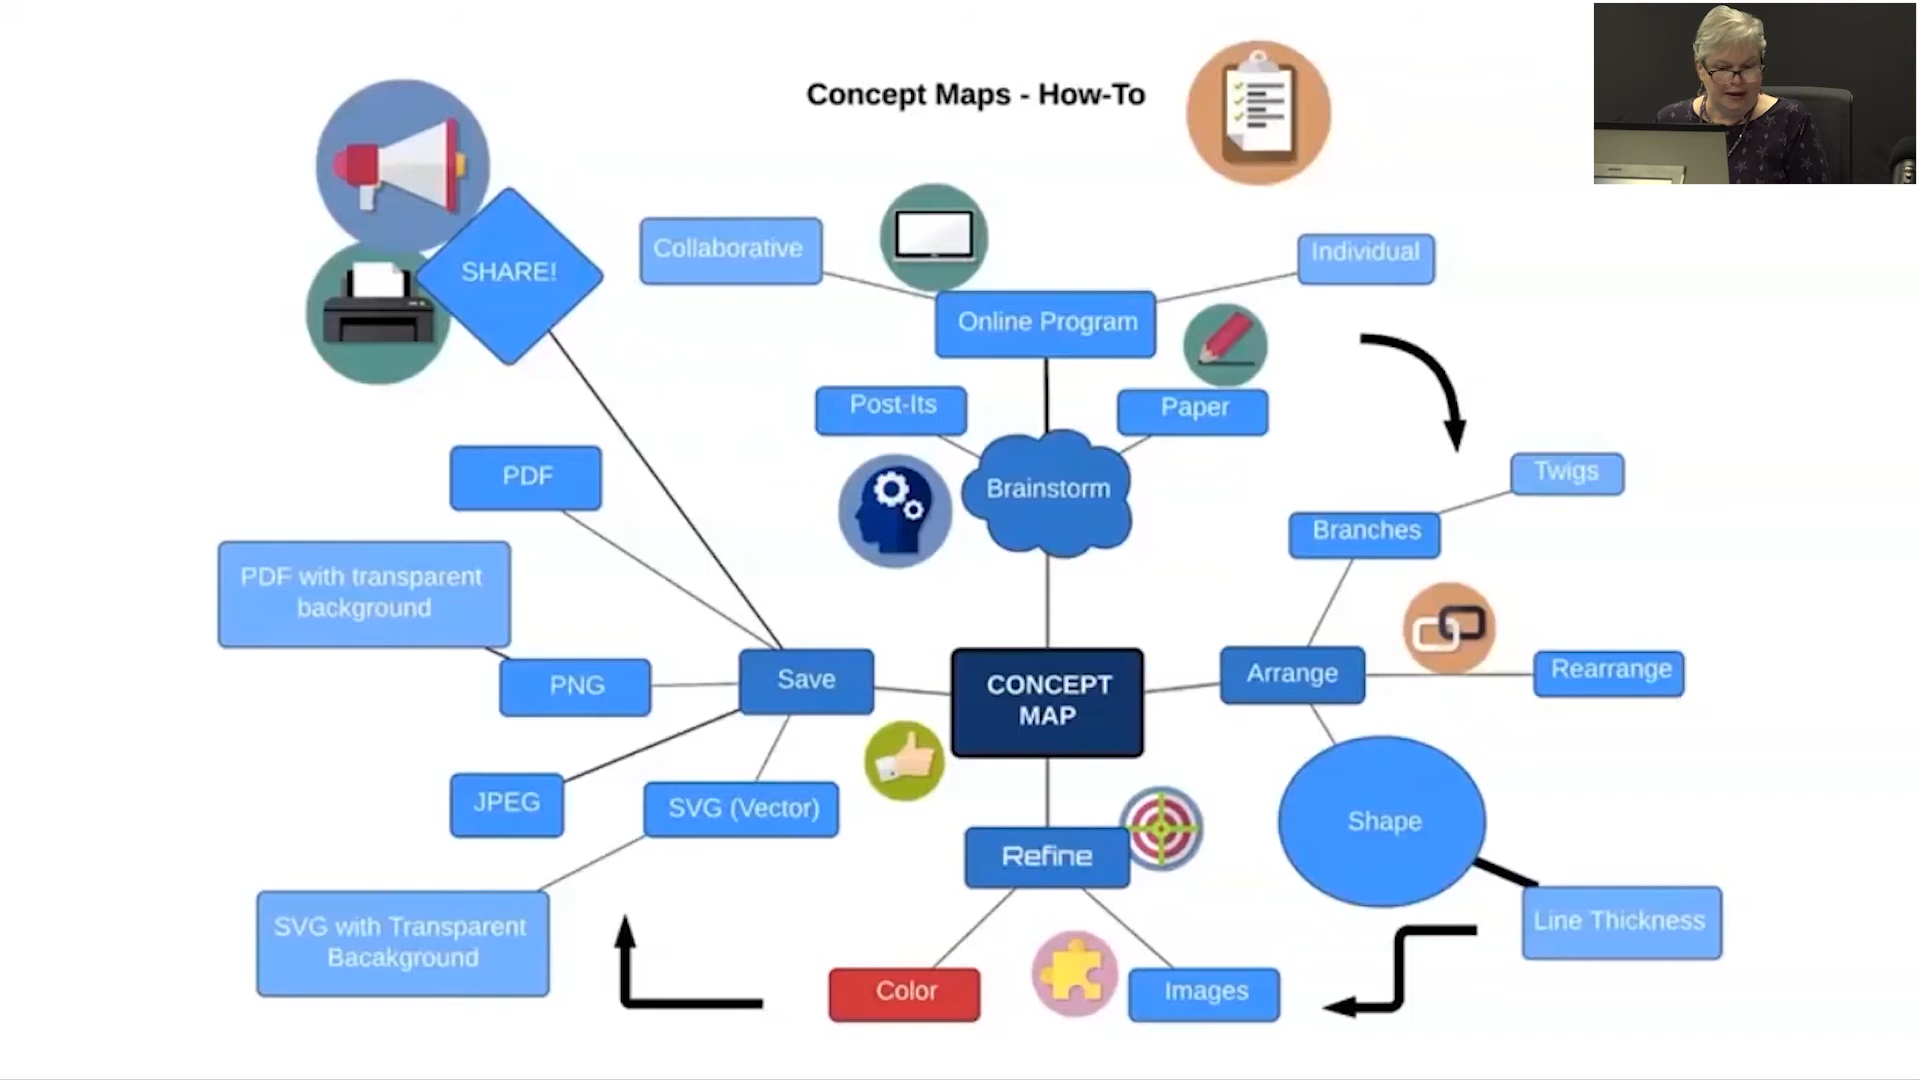 Concept Maps - How-To
SHARE!
Collaborative
Individual
Online Program
Post-Its
Paper
Brainstorm
Twigs
Branches
PDF
PDF with transparent
background
PNG
Save
CONCEPT
MAP
Arrange
Rearrange
JPEG
SVG (Vector)
Refine
Shape
Line Thickness
SVG with Transparent
Bacakground
Color
Images